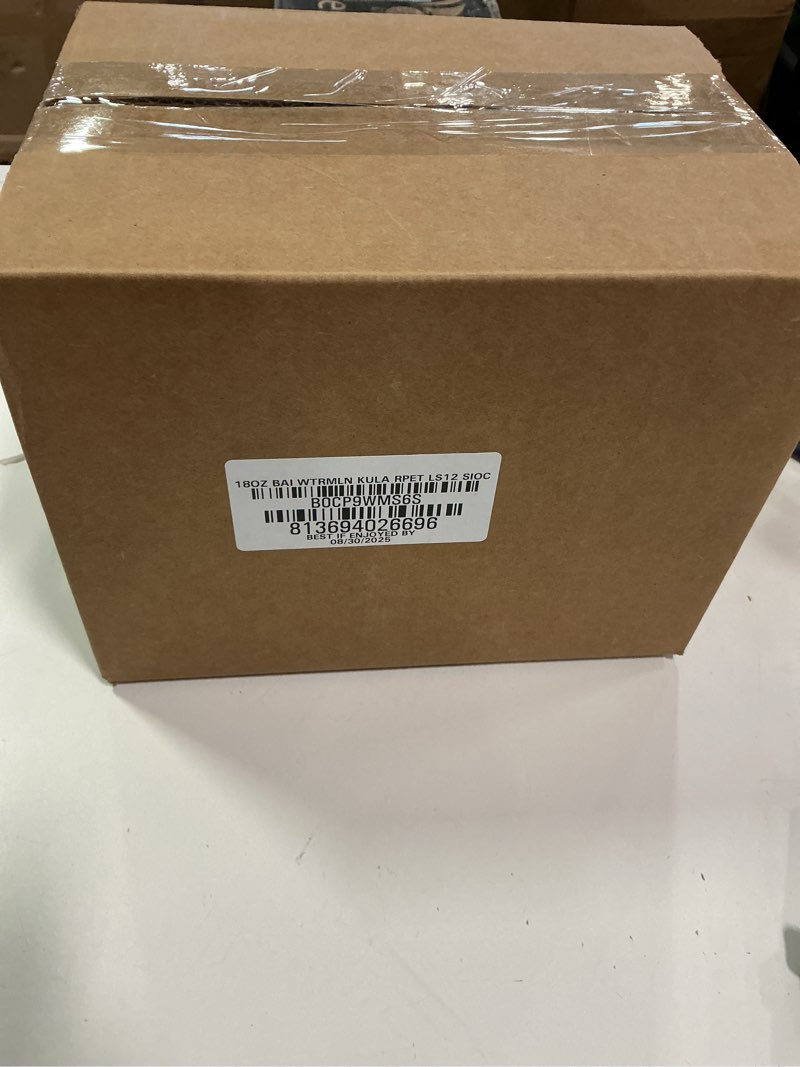 18OZ BAI WTRMLN KULA RPET LS12 SIOC
B0CP9WMS6S
813694026696
BEST IF ENJOYED BY
08/30/2025